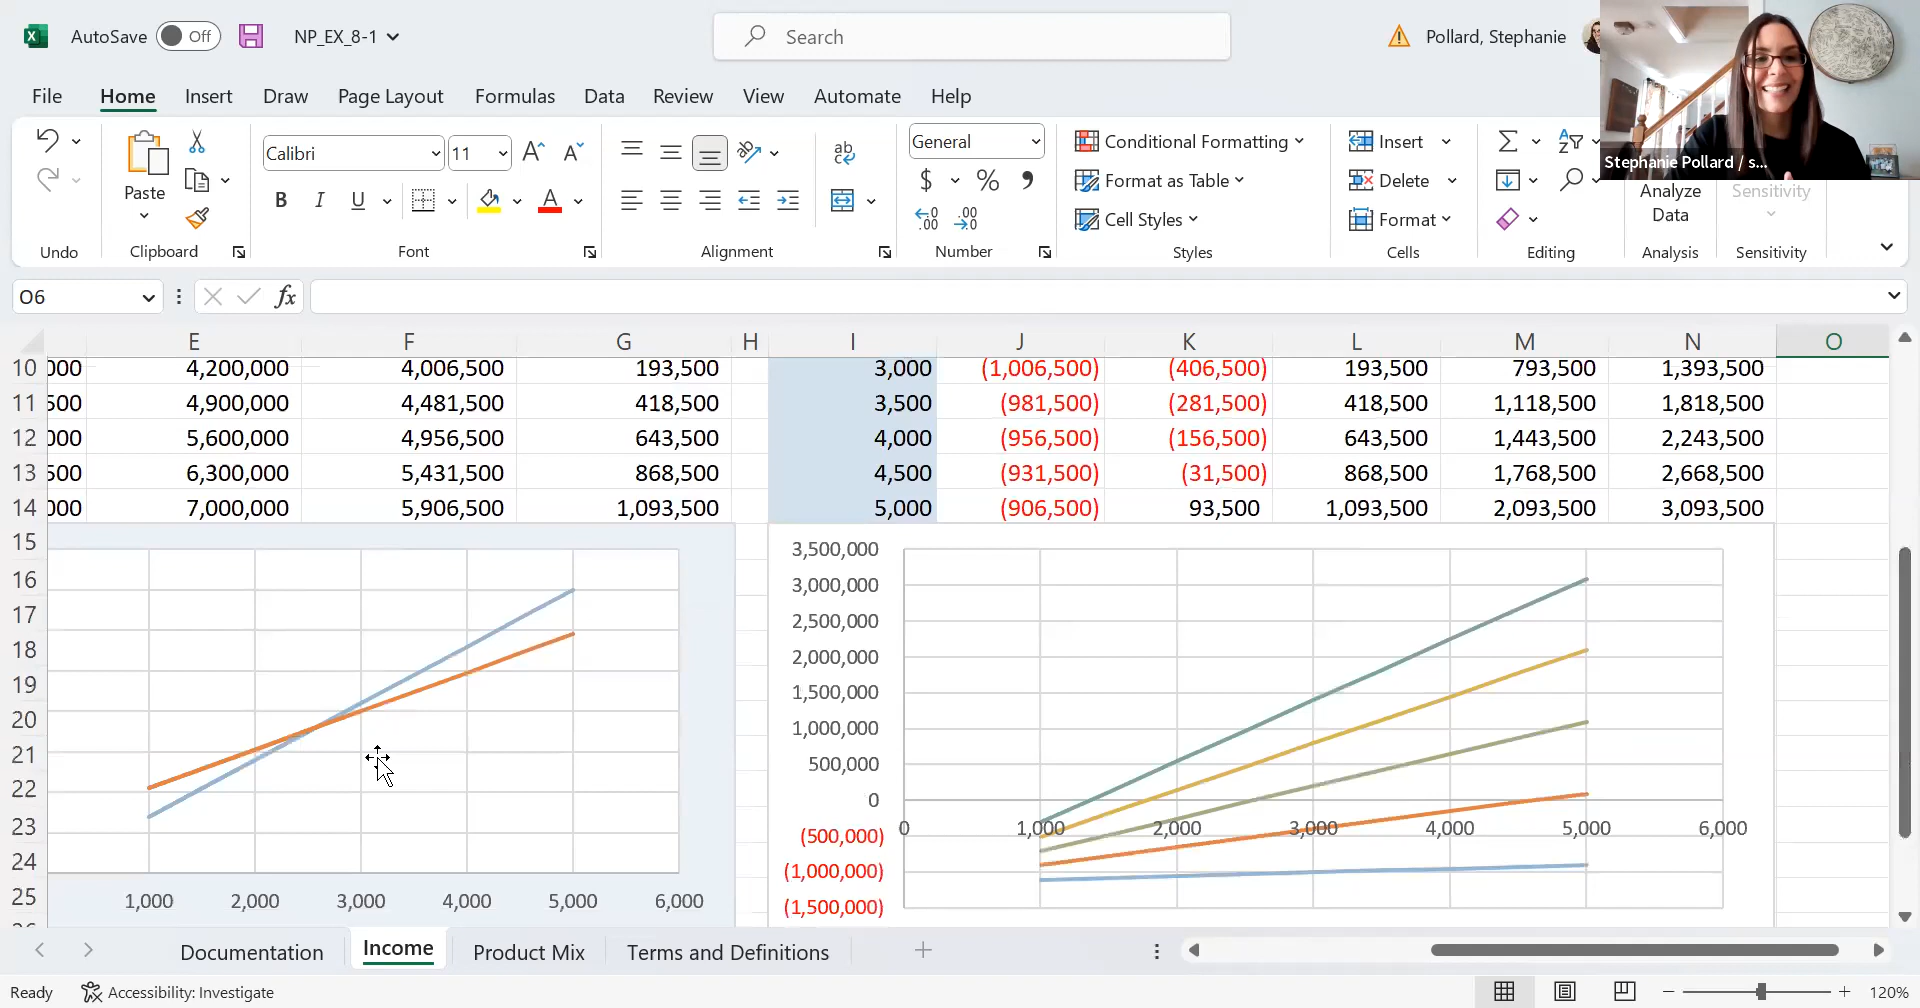 AutoSave Off NP_EX_8-1
Search
Pollard, Stephanie
Stephanie Pollard / s...
File Home Insert Draw Page Layout Formulas Data Review View Automate Help
Paste
Calibri 11
B I U A
ab
General
$ % ,
Conditional Formatting
Format as Table
Cell Styles
Insert
Delete
Format
Analyze Data
Sensitivity
Undo Clipboard Font Alignment Number Styles Cells Editing Analysis Sensitivity
O6 fx
E F G H I J K L M N O
10 000 4,200,000 4,006,500 193,500 3,000 (1,006,500) (406,500) 193,500 793,500 1,393,500
11 500 4,900,000 4,481,500 418,500 3,500 (981,500) (281,500) 418,500 1,118,500 1,818,500
12 000 5,600,000 4,956,500 643,500 4,000 (956,500) (156,500) 643,500 1,443,500 2,243,500
13 500 6,300,000 5,431,500 868,500 4,500 (931,500) (31,500) 868,500 1,768,500 2,668,500
14 000 7,000,000 5,906,500 1,093,500 5,000 (906,500) 93,500 1,093,500 2,093,500 3,093,500
15
16
17
18
19
20
21
22
23
24
25
1,000 2,000 3,000 4,000 5,000 6,000
3,500,000
3,000,000
2,500,000
2,000,000
1,500,000
1,000,000
500,000
0
(500,000)
(1,000,000)
(1,500,000)
0 1,000 2,000 3,000 4,000 5,000 6,000
Documentation Income Product Mix Terms and Definitions
Ready Accessibility: Investigate 120%